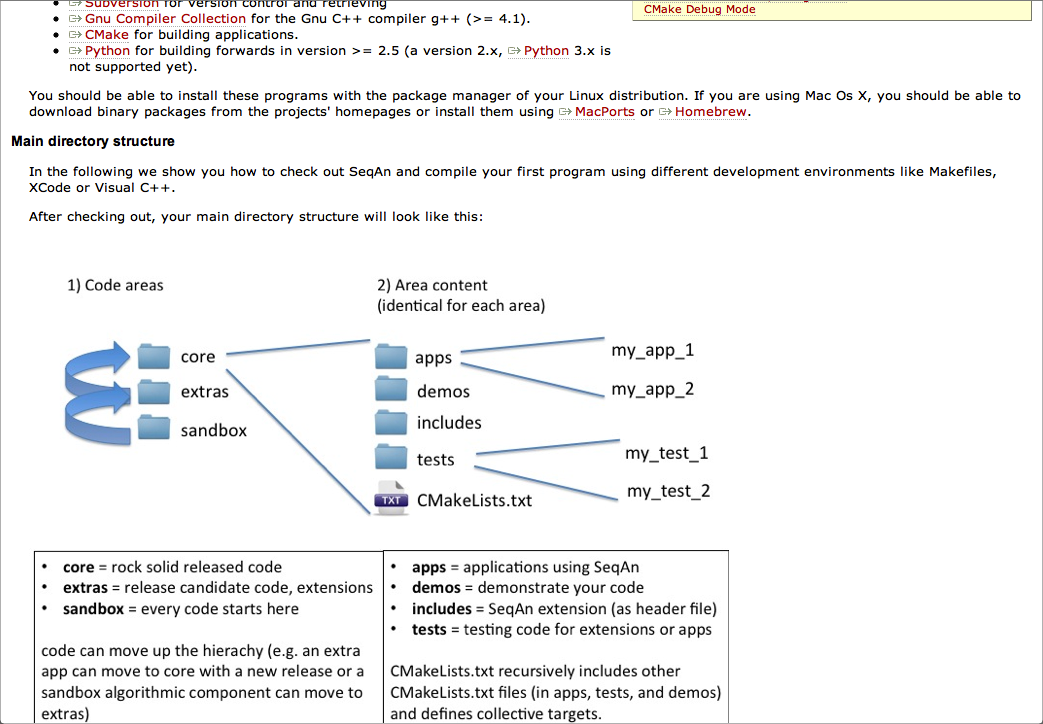 Subversion for version control and retrieving
CMake Debug Mode
Gnu Compiler Collection for the Gnu C++ compiler g++ (>= 4.1).
CMake for building applications.
Python for building forwards in version >= 2.5 (a version 2.x, Python 3.x is
not supported yet).
You should be able to install these programs with the package manager of your Linux distribution. If you are using Mac Os X, you should be able to
download binary packages from the projects' homepages or install them using MacPorts or Homebrew.
Main directory structure
In the following we show you how to check out SeqAn and compile your first program using different development environments like Makefiles,
XCode or Visual C++.
After checking out, your main directory structure will look like this:
1) Code areas
core
extras
sandbox
2) Area content
(identical for each area)
apps
demos
includes
tests
TXT
CMakeLists.txt
my_app_1
my_app_2
my_test_1
my_test_2
• core = rock solid released code
• extras = release candidate code, extensions
• sandbox = every code starts here
code can move up the hierachy (e.g. an extra
app can move to core with a new release or a
sandbox algorithmic component can move to
extras)
• apps = applications using SeqAn
• demos = demonstrate your code
• includes = SeqAn extension (as header file)
• tests = testing code for extensions or apps
CMakeLists.txt recursively includes other
CMakeLists.txt files (in apps, tests, and demos)
and defines collective targets.